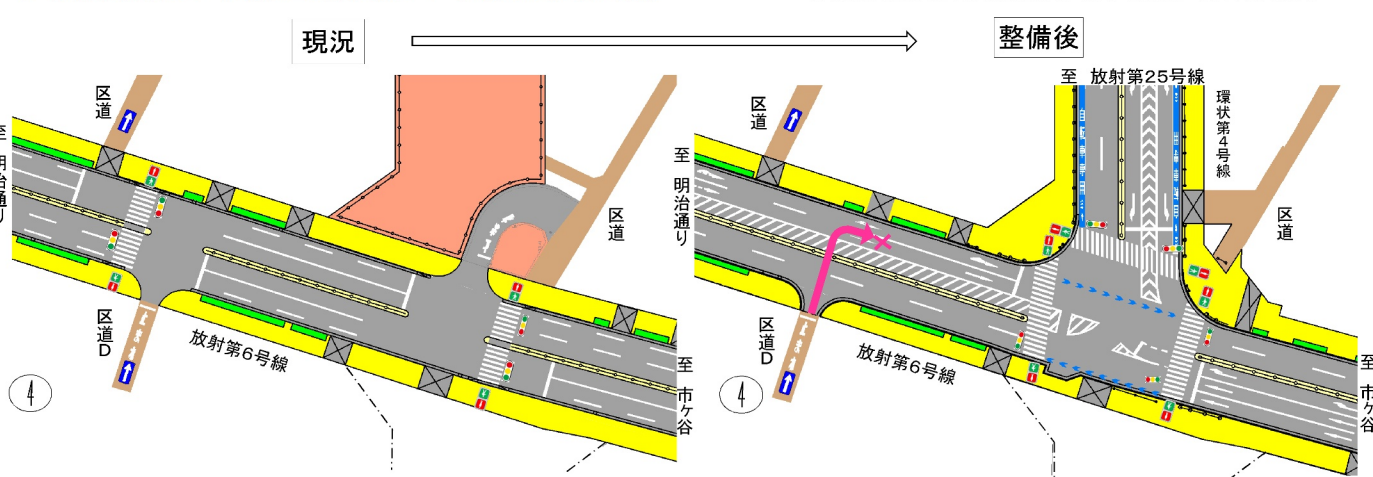 現況
整備後
区道
至 明治通り
区道
区道D
放射第6号線
至 市ケ谷
4
至 放射第25号線
環状第4号線
区道
至 明治通り
区道
区道D
放射第6号線
至 市ケ谷
4